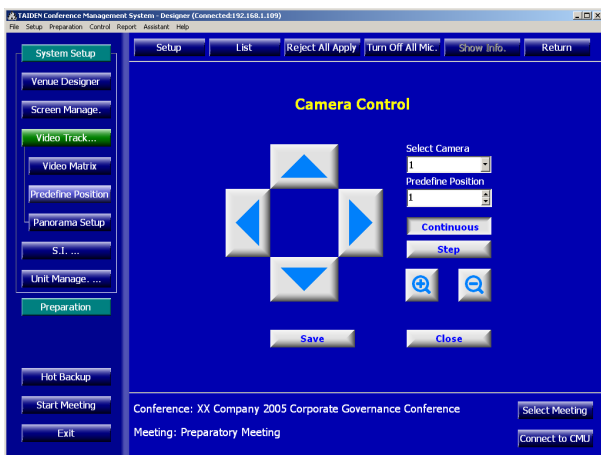 TAIDEN Conference Management System - Designer (Connected:192.168.1.109)
File Setup Preparation Control Report Assistant Help
System Setup
Setup List Reject All Apply Turn Off All Mic. Show Info. Return
Venue Designer
Screen Manage.
Video Track...
Video Matrix
Predefine Position
Panorama Setup
S.I. ...
Unit Manage. ...
Preparation
Hot Backup
Start Meeting
Exit
Camera Control
Select Camera
1
Predefine Position
1
Continuous
Step
Save Close
Conference: XX Company 2005 Corporate Governance Conference
Meeting: Preparatory Meeting
Select Meeting
Connect to CMU